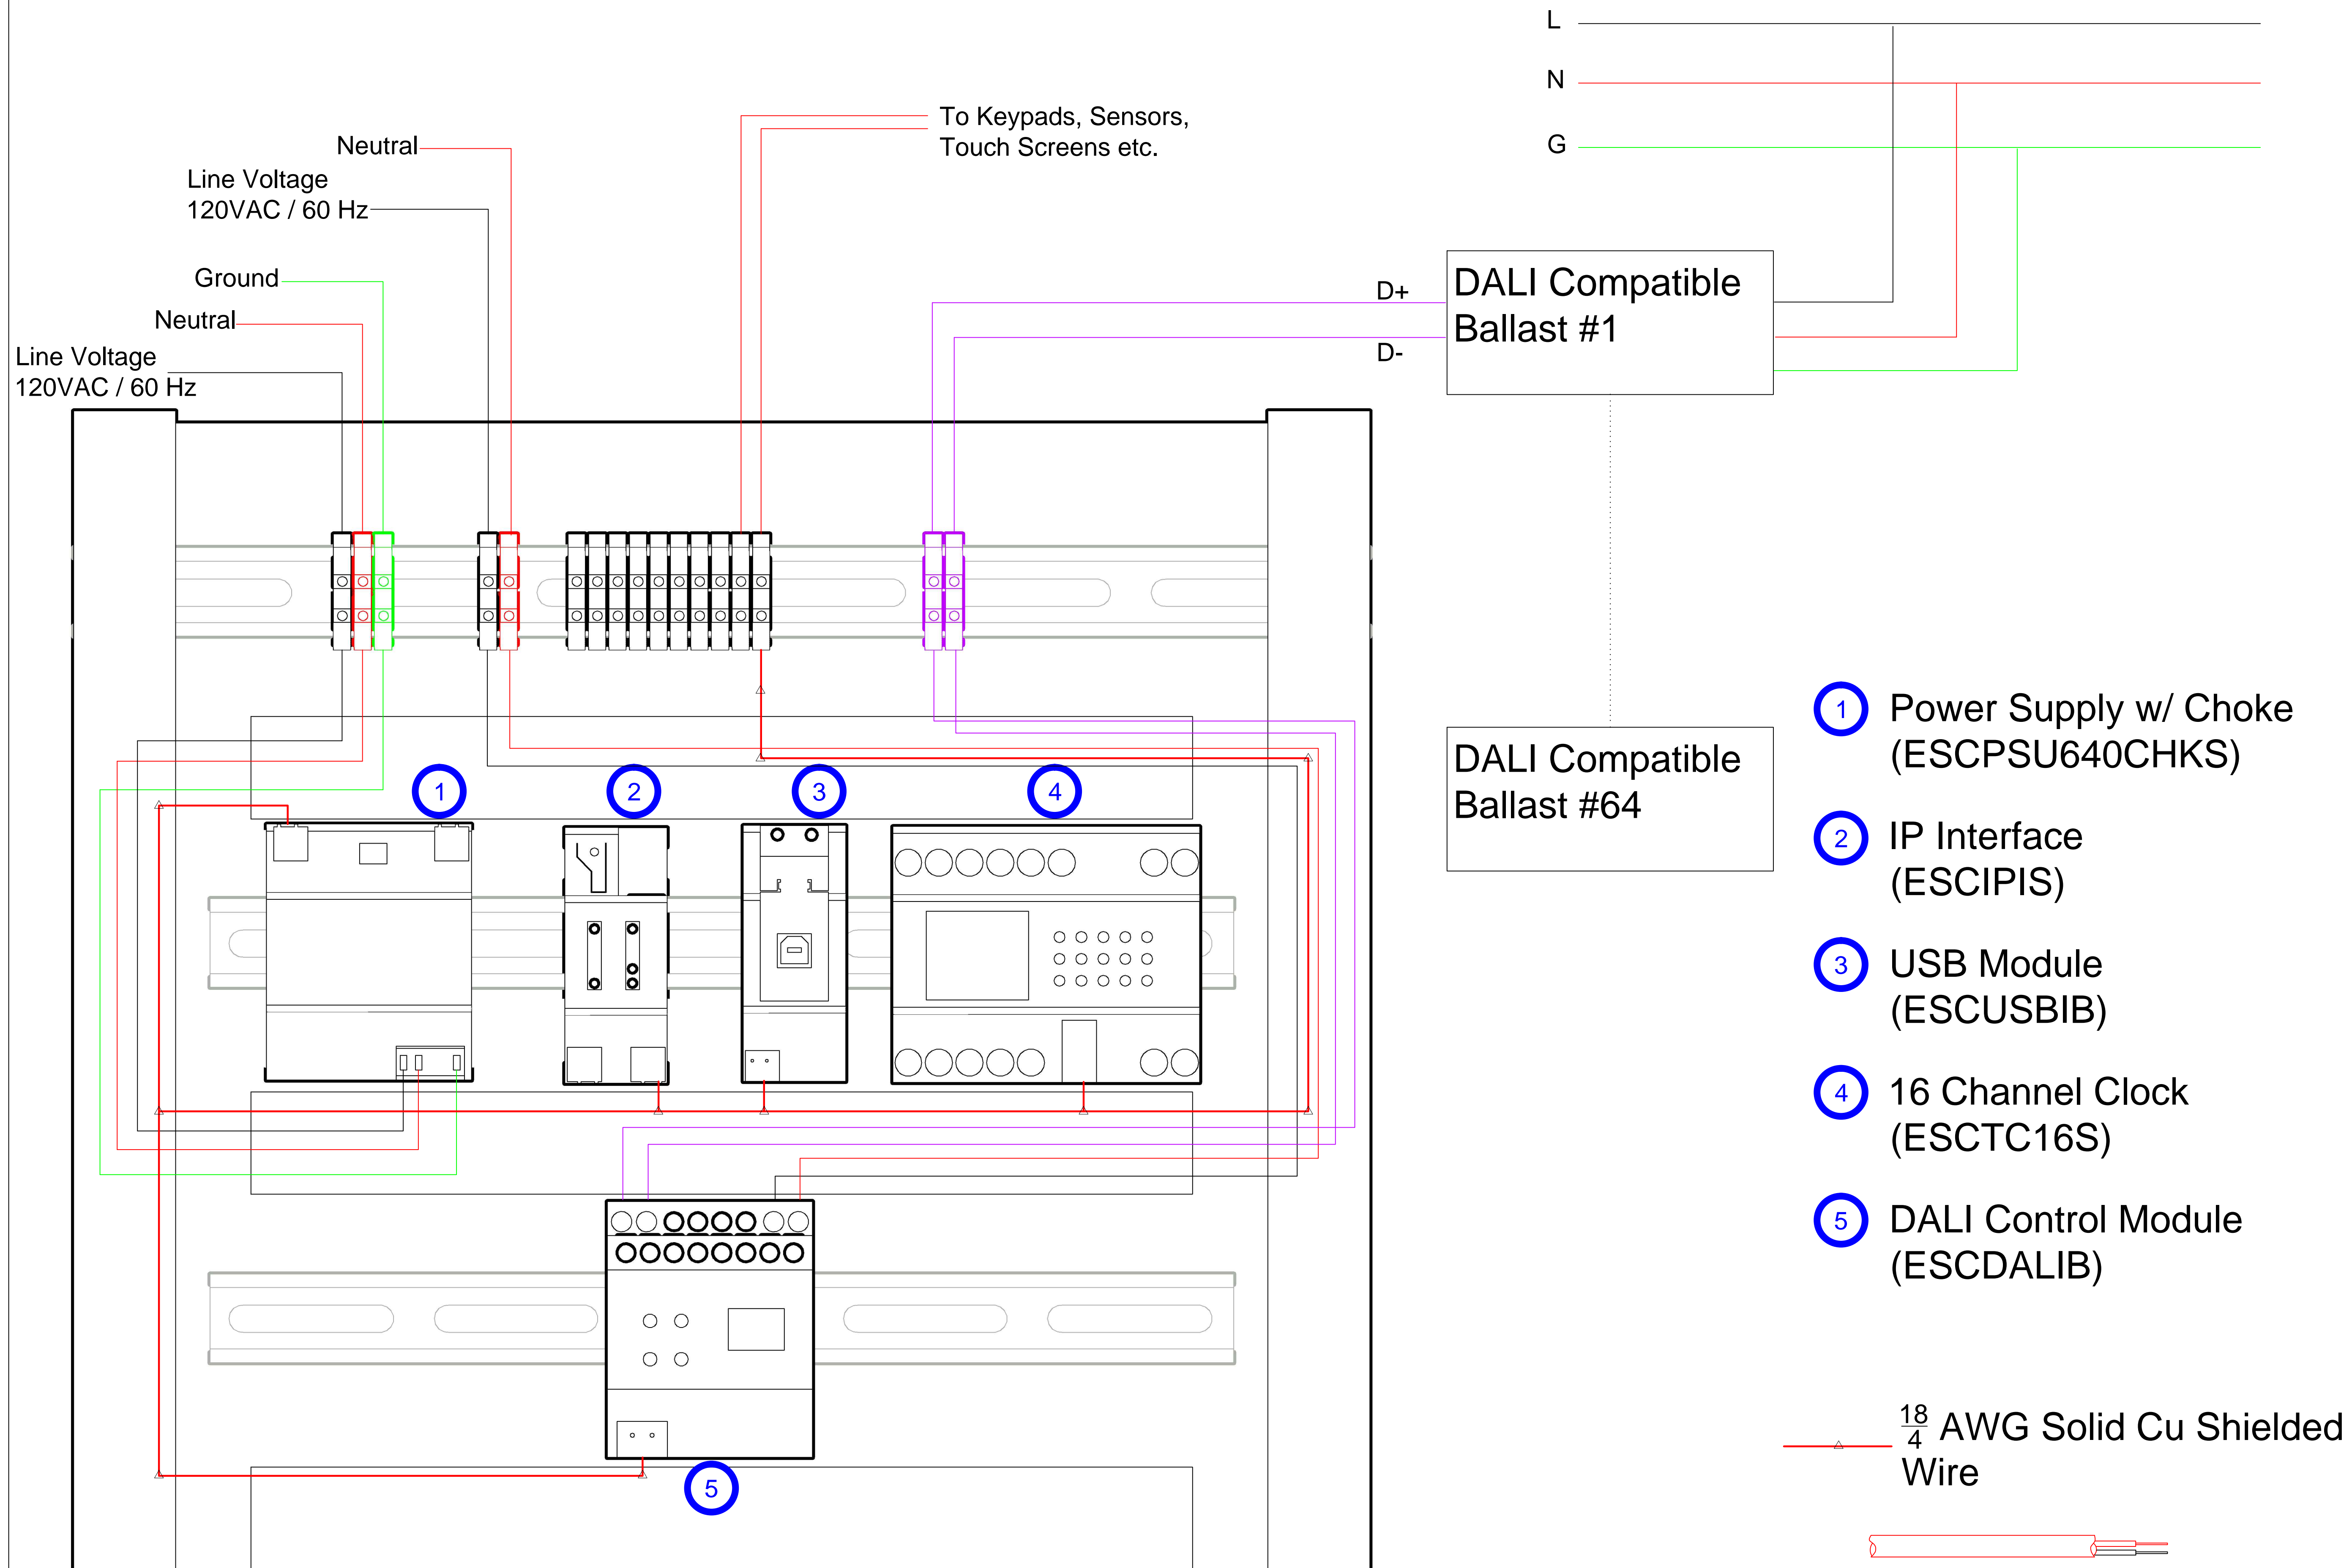 L
N
G
To Keypads, Sensors,
Touch Screens etc.
Neutral
Line Voltage
120VAC / 60 Hz
Ground
Neutral
Line Voltage
120VAC / 60 Hz
D+
D-
DALI Compatible
Ballast #1
DALI Compatible
Ballast #64
1
2
3
4
5
1 Power Supply w/ Choke
(ESCPSU640CHKS)
2 IP Interface
(ESCIPIS)
3 USB Module
(ESCUSBIB)
4 16 Channel Clock
(ESCTC16S)
5 DALI Control Module
(ESCDALIB)
18/4 AWG Solid Cu Shielded
Wire